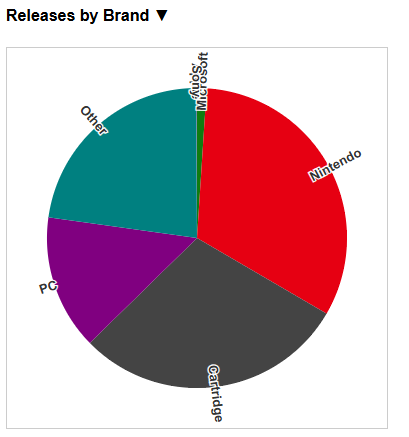 Releases by Brand ▼
Sony
Microsoft
Nintendo
Other
PC
Cartridge